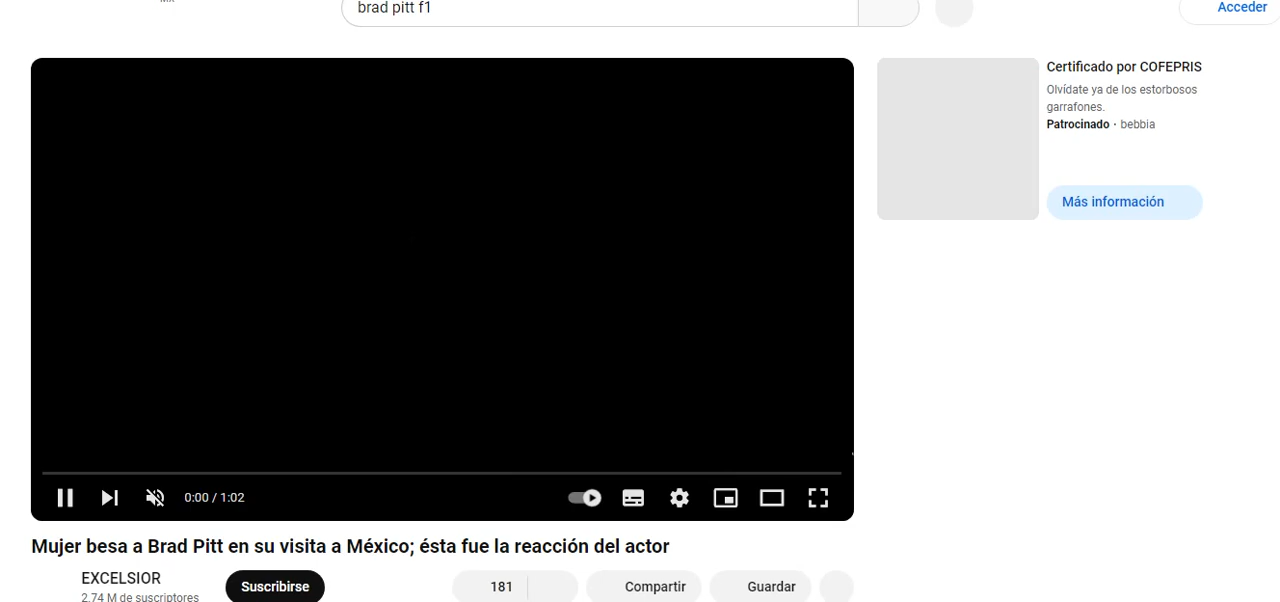 brad pitt f1
Acceder
Certificado por COFEPRIS
Olvídate ya de los estorbosos
garrafones.
Patrocinado · bebbia
Más información
0:00 / 1:02
Mujer besa a Brad Pitt en su visita a México; ésta fue la reacción del actor
EXCELSIOR
2.74 M de suscriptores
Suscribirse
181
Compartir
Guardar